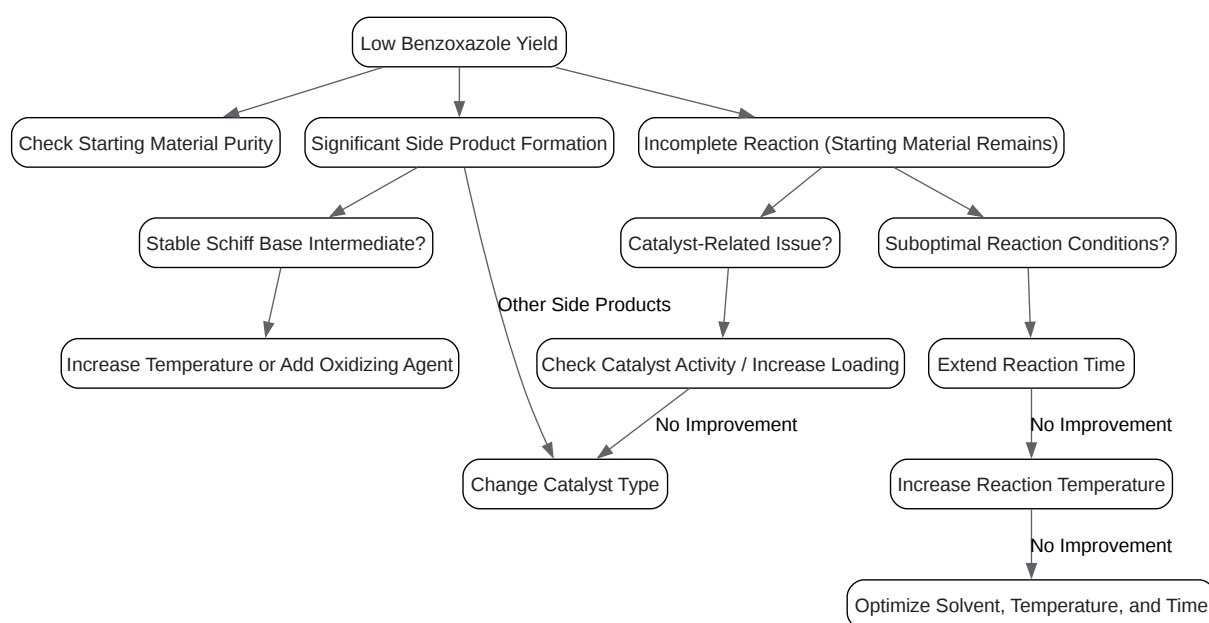 Low Benzoxazole Yield
Check Starting Material Purity
Significant Side Product Formation
Incomplete Reaction (Starting Material Remains)
Stable Schiff Base Intermediate?
Catalyst-Related Issue?
Suboptimal Reaction Conditions?
Other Side Products
Increase Temperature or Add Oxidizing Agent
Check Catalyst Activity / Increase Loading
Extend Reaction Time
No Improvement
No Improvement
Change Catalyst Type
Increase Reaction Temperature
No Improvement
Optimize Solvent, Temperature, and Time